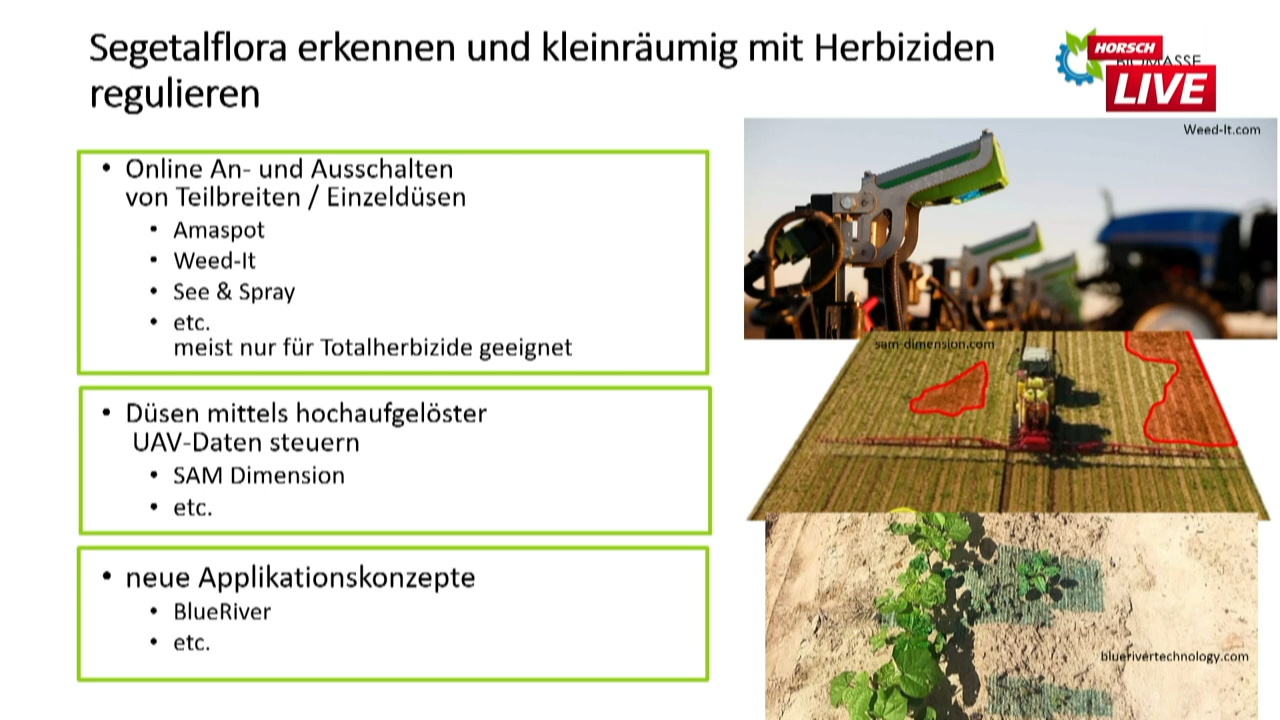 Segetalflora erkennen und kleinräumig mit Herbiziden
regulieren
HORSCH
LIVE
BIOMASSE
Weed-It.com
• Online An- und Ausschalten
von Teilbreiten / Einzeldüsen
• Amaspot
• Weed-It
• See & Spray
• etc.
meist nur für Totalherbizide geeignet
sam-dimension.com
• Düsen mittels hochaufgelöster
UAV-Daten steuern
• SAM Dimension
• etc.
• neue Applikationskonzepte
• BlueRiver
• etc.
bluerivertechnology.com